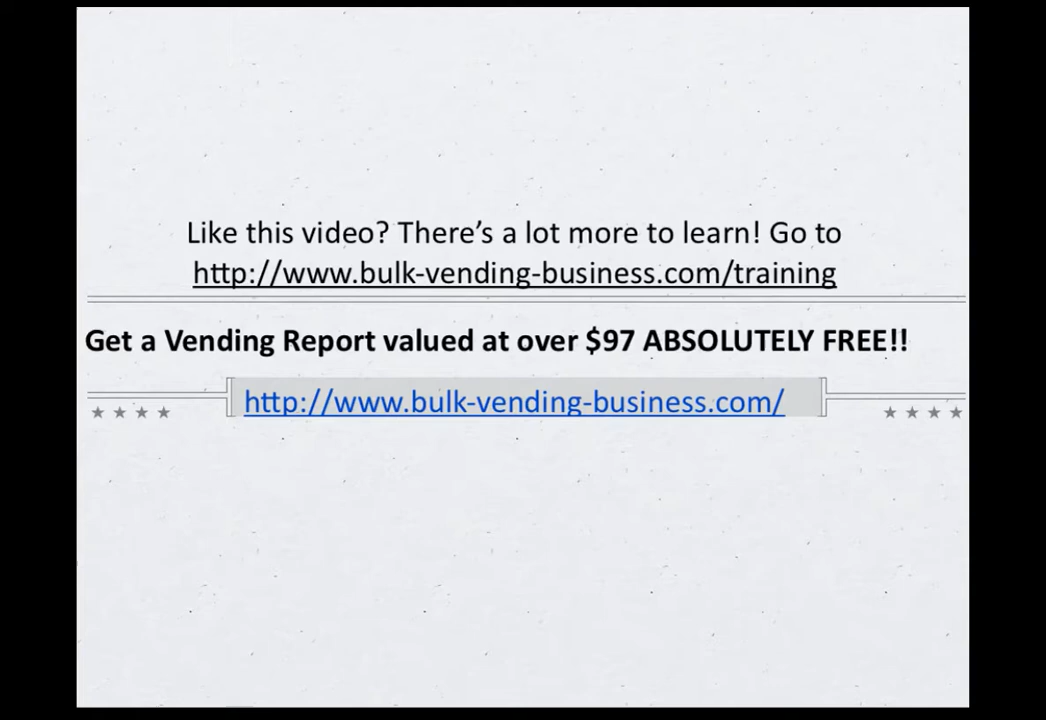 Like this video? There's a lot more to learn! Go to
http://www.bulk-vending-business.com/training
Get a Vending Report valued at over $97 ABSOLUTELY FREE!!
http://www.bulk-vending-business.com/